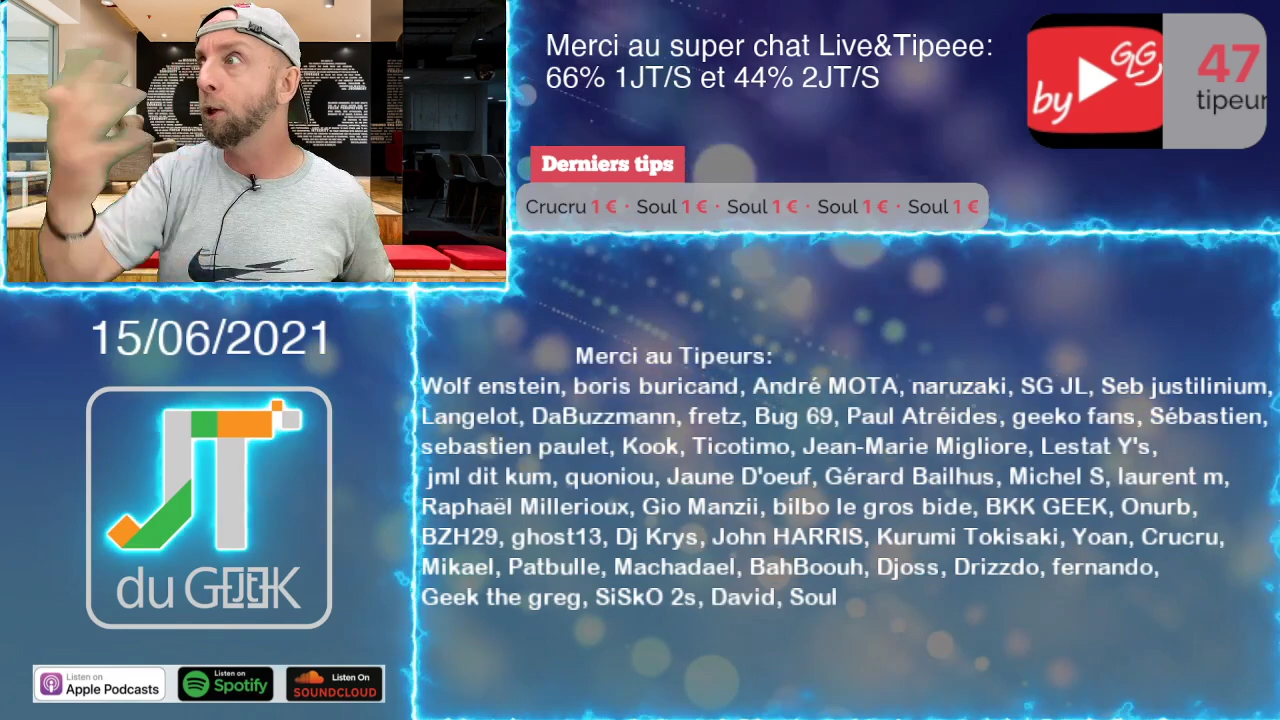 Merci au super chat Live&Tipeee:
66% 1JT/S et 44% 2JT/S
by GLG
47
tipeur
Derniers tips
Crucru 1 € · Soul 1 € · Soul 1 € · Soul 1 € · Soul 1 €
15/06/2021
JT
du GEEK
Merci au Tipeurs:
Wolf enstein, boris buricand, André MOTA, naruzaki, SG JL, Seb justilinium,
Langelot, DaBuzzmann, fretz, Bug 69, Paul Atréides, geeko fans, Sébastien,
sebastien paulet, Kook, Ticotimo, Jean-Marie Migliore, Lestat Y's,
jml dit kum, quoniou, Jaune D'oeuf, Gérard Bailhus, Michel S, laurent m,
Raphaël Millerioux, Gio Manzii, bilbo le gros bide, BKK GEEK, Onurb,
BZH29, ghost13, Dj Krys, John HARRIS, Kurumi Tokisaki, Yoan, Crucru,
Mikael, Patbulle, Machadael, BahBoouh, Djoss, Drizzdo, fernando,
Geek the greg, SiSkO 2s, David, Soul
Listen on
Apple Podcasts
Listen on
Spotify
Listen On
SOUNDCLOUD